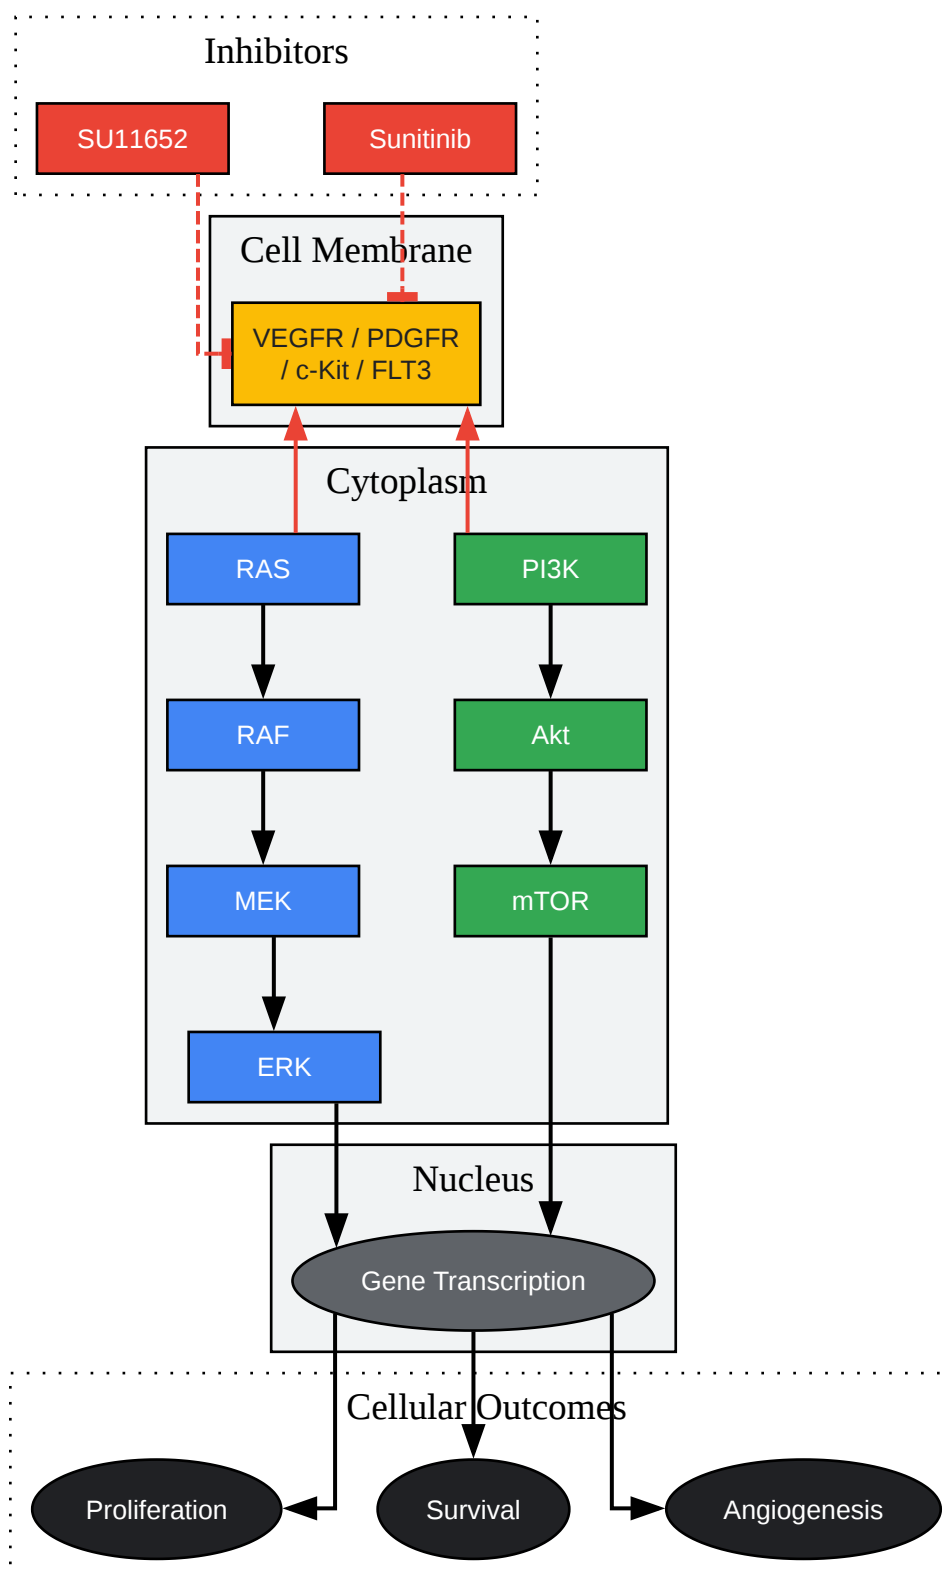 Inhibitors
SU11652
Sunitinib
Cell Membrane
VEGFR / PDGFR
/ c-Kit / FLT3
Cytoplasm
RAS
PI3K
RAF
Akt
MEK
mTOR
ERK
Nucleus
Gene Transcription
Cellular Outcomes
Proliferation
Survival
Angiogenesis